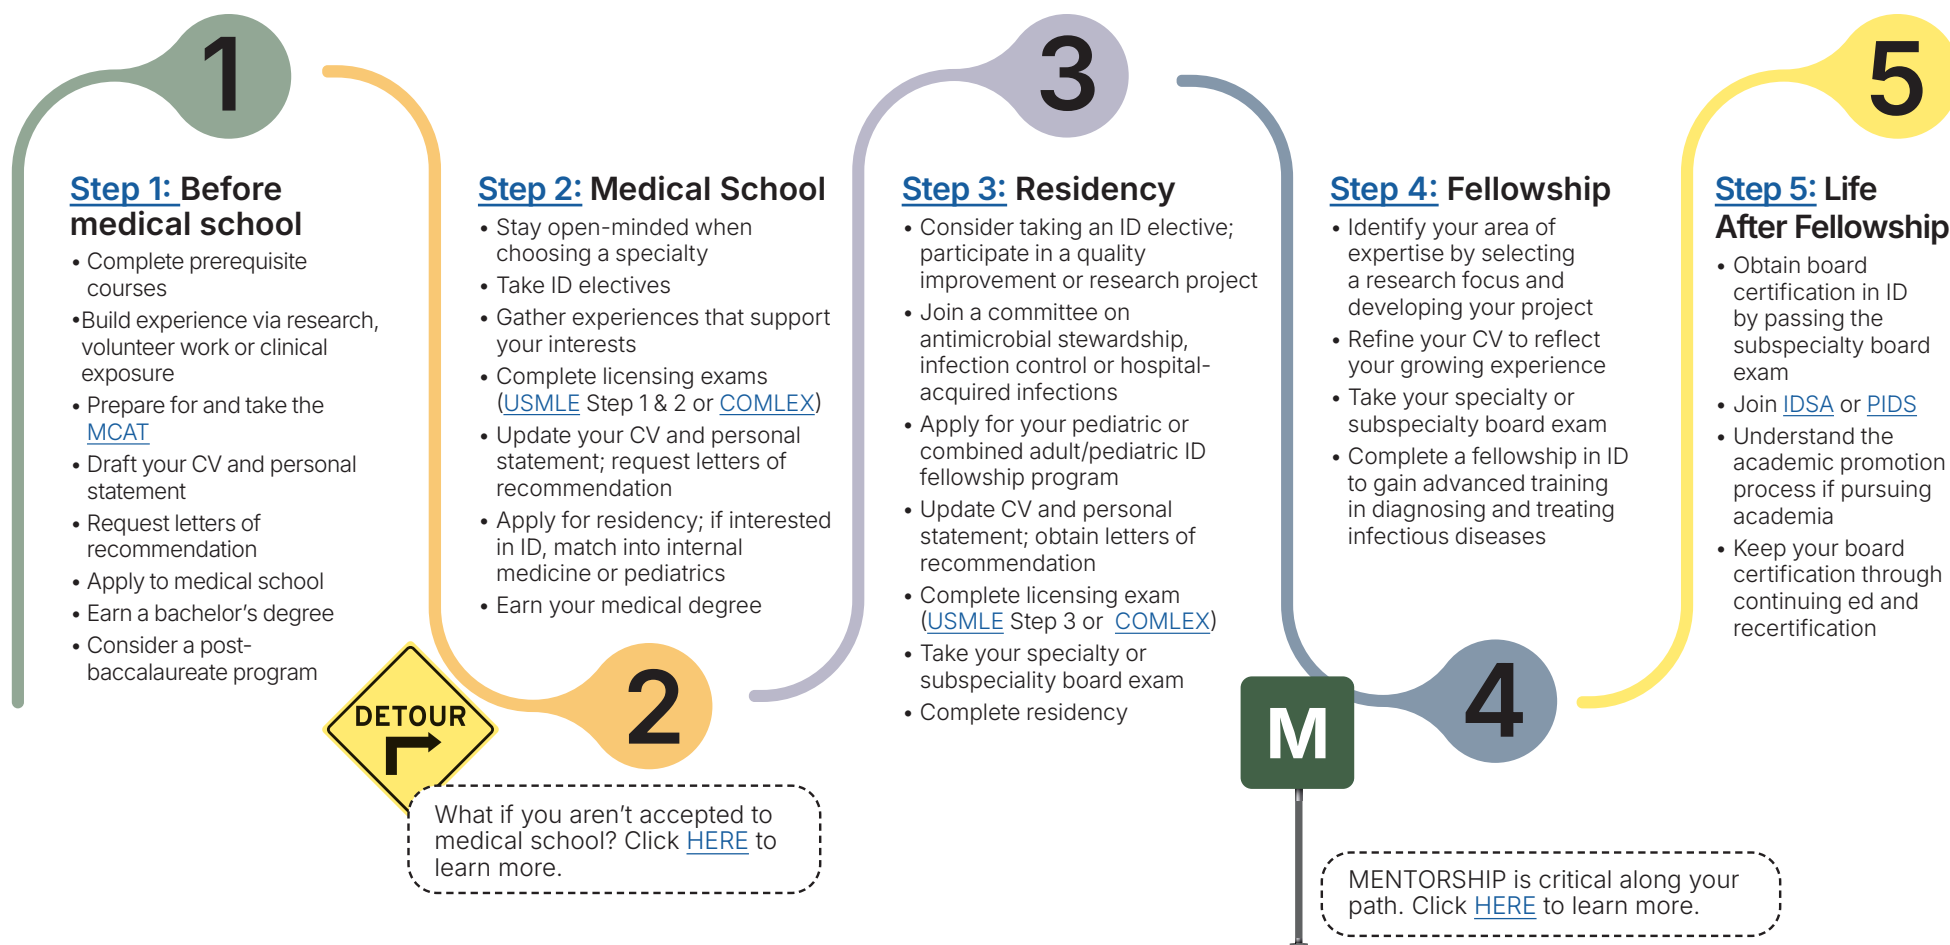 1
Step 1: Before
medical school
• Complete prerequisite
courses
•Build experience via research,
volunteer work or clinical
exposure
• Prepare for and take the
MCAT
• Draft your CV and personal
statement
• Request letters of
recommendation
• Apply to medical school
• Earn a bachelor’s degree
• Consider a post-
baccalaureate program
DETOUR
What if you aren’t accepted to
medical school? Click HERE to
learn more.
Step 2: Medical School
• Stay open-minded when
choosing a specialty
• Take ID electives
• Gather experiences that support
your interests
• Complete licensing exams
(USMLE Step 1 & 2 or COMLEX)
• Update your CV and personal
statement; request letters of
recommendation
• Apply for residency; if interested
in ID, match into internal
medicine or pediatrics
• Earn your medical degree
2
3
Step 3: Residency
• Consider taking an ID elective;
participate in a quality
improvement or research project
• Join a committee on
antimicrobial stewardship,
infection control or hospital-
acquired infections
• Apply for your pediatric or
combined adult/pediatric ID
fellowship program
• Update CV and personal
statement; obtain letters of
recommendation
• Complete licensing exam
(USMLE Step 3 or COMLEX)
• Take your specialty or
subspeciality board exam
• Complete residency
Step 4: Fellowship
• Identify your area of
expertise by selecting
a research focus and
developing your project
• Refine your CV to reflect
your growing experience
• Take your specialty or
subspecialty board exam
• Complete a fellowship in ID
to gain advanced training
in diagnosing and treating
infectious diseases
4
M
MENTORSHIP is critical along your
path. Click HERE to learn more.
5
Step 5: Life
After Fellowship
• Obtain board
certification in ID
by passing the
subspecialty board
exam
• Join IDSA or PIDS
• Understand the
academic promotion
process if pursuing
academia
• Keep your board
certification through
continuing ed and
recertification